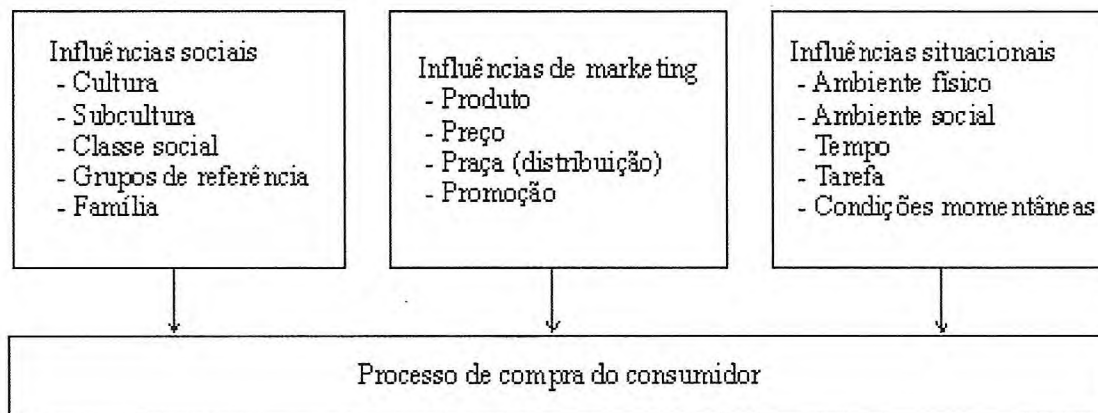 Influências sociais
- Cultura
- Subcultura
- Classe social
- Grupos de referência
- Família
Influências de marketing
- Produto
- Preço
- Praça (distribuição)
- Promoção
Influências situacionais
- Ambiente físico
- Ambiente social
- Tempo
- Tarefa
- Condições momentâneas
Processo de compra do consumidor